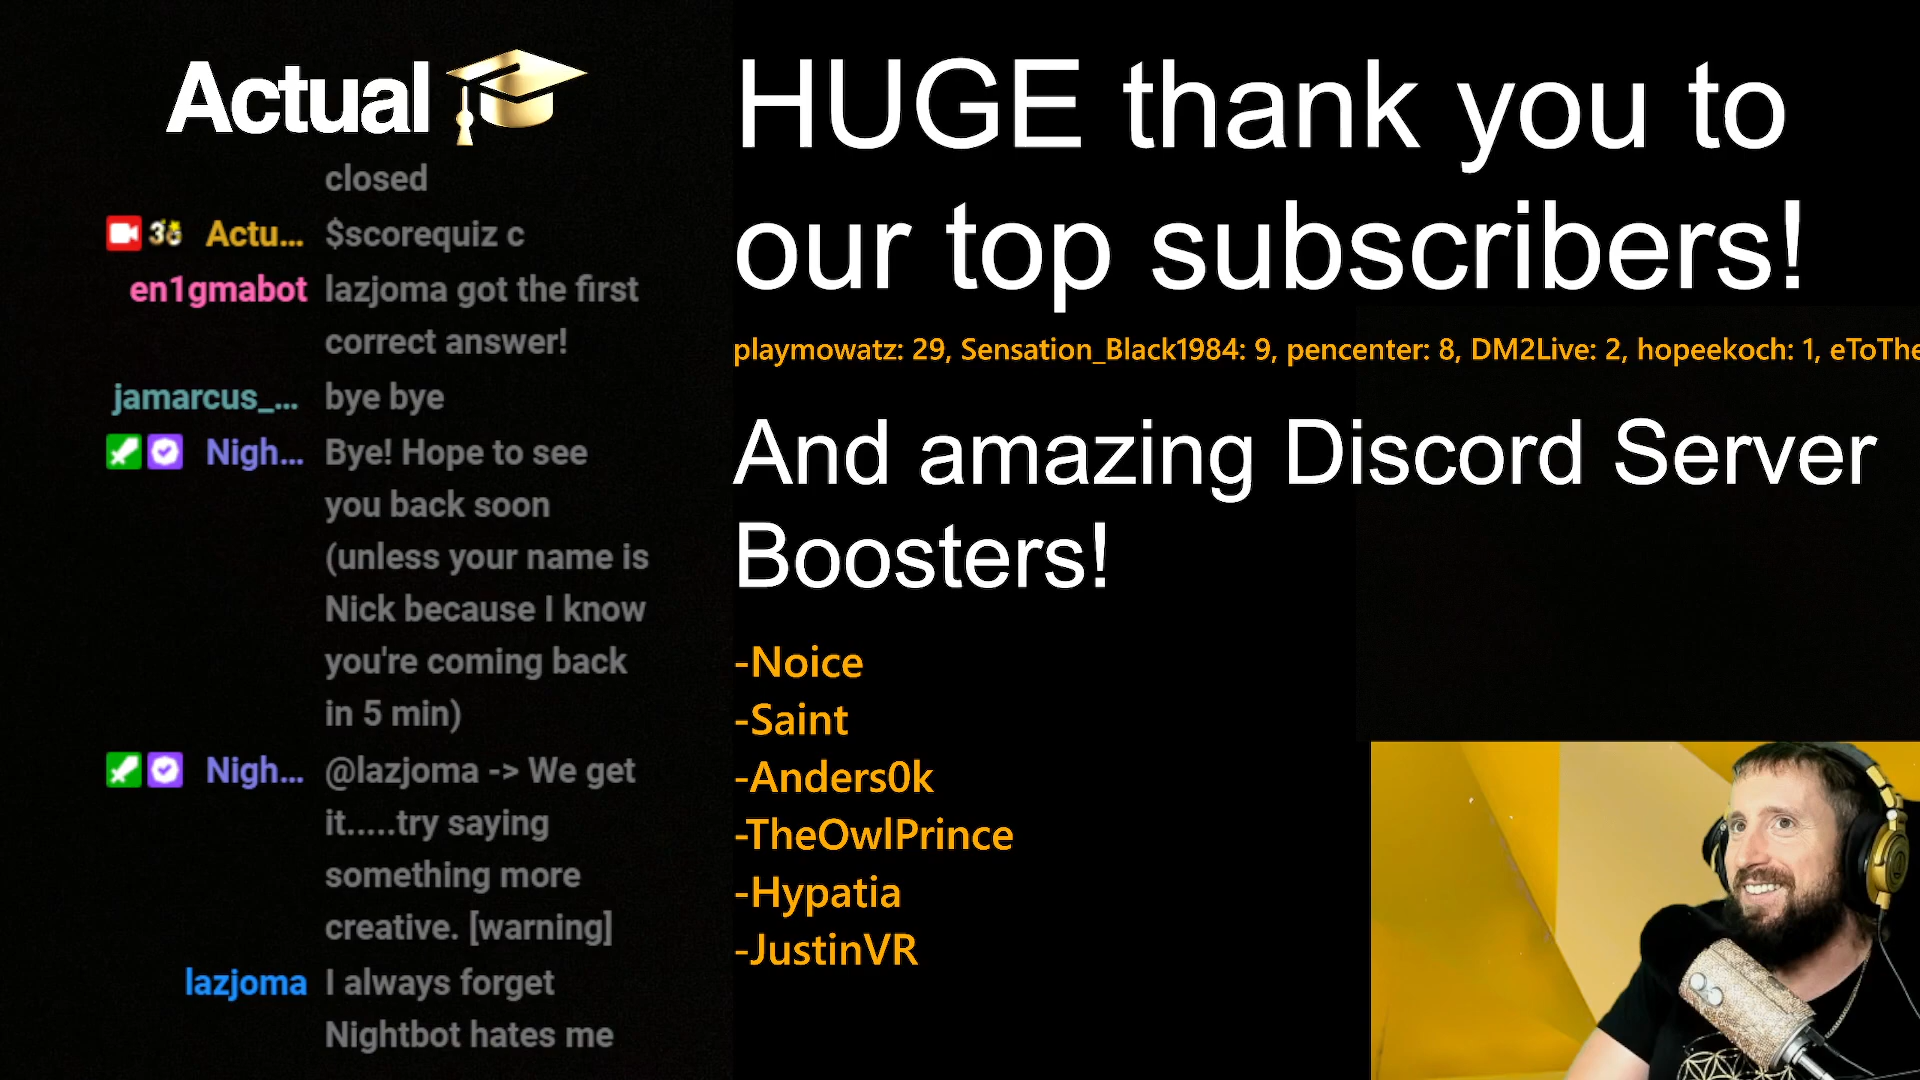 Actual
closed
Actu... $scorequiz c
en1gmabot lazjoma got the first
correct answer!
jamarcus_... bye bye
Nigh... Bye! Hope to see
you back soon
(unless your name is
Nick because I know
you're coming back
in 5 min)
Nigh... @lazjoma -> We get
it.....try saying
something more
creative. [warning]
lazjoma I always forget
Nightbot hates me
HUGE thank you to
our top subscribers!
playmowatz: 29, Sensation_Black1984: 9, pencenter: 8, DM2Live: 2, hopeekoch: 1, eToThe
And amazing Discord Server
Boosters!
-Noice
-Saint
-Anders0k
-TheOwlPrince
-Hypatia
-JustinVR